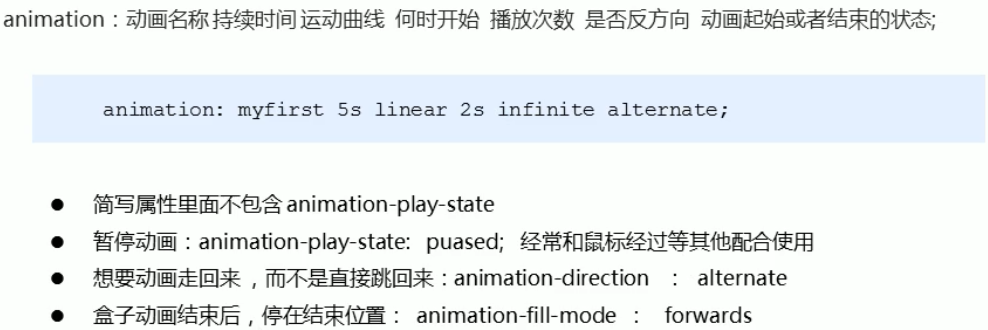 animation：动画名称 持续时间 运动曲线 何时开始 播放次数 是否反方向 动画起始或者结束的状态;
animation: myfirst 5s linear 2s infinite alternate;
● 简写属性里面不包含 animation-play-state
● 暂停动画：animation-play-state: puased; 经常和鼠标经过等其他配合使用
● 想要动画走回来，而不是直接跳回来：animation-direction ： alternate
● 盒子动画结束后，停在结束位置： animation-fill-mode ： forwards